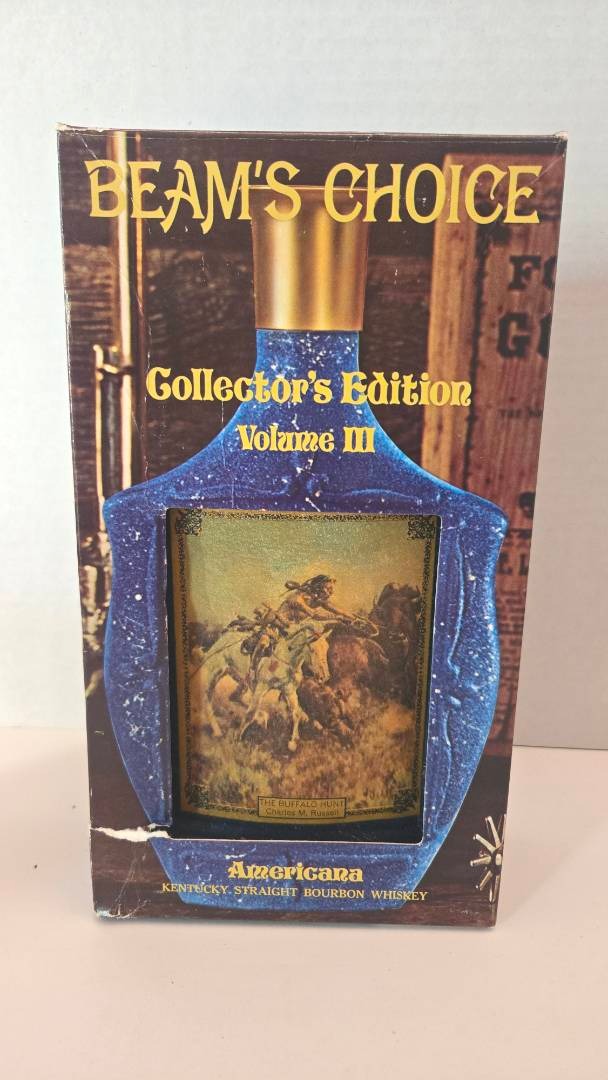 BEAM'S CHOICE
Collector's Edition
Volume III
THE BUFFALO HUNT
Charles M. Russell
Americana
KENTUCKY STRAIGHT BOURBON WHISKEY